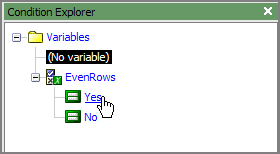 Condition Explorer
Variables
(No variable)
EvenRows
Yes
No